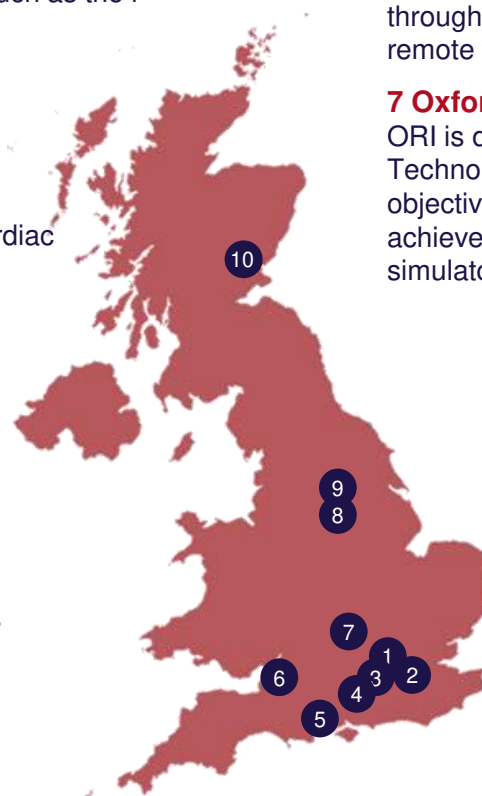 through
remote
7 Oxfor
ORI is
Techno
objectiv
achieve
simulato
rdiac
10
9
8
7
1
2
3
6
4
5